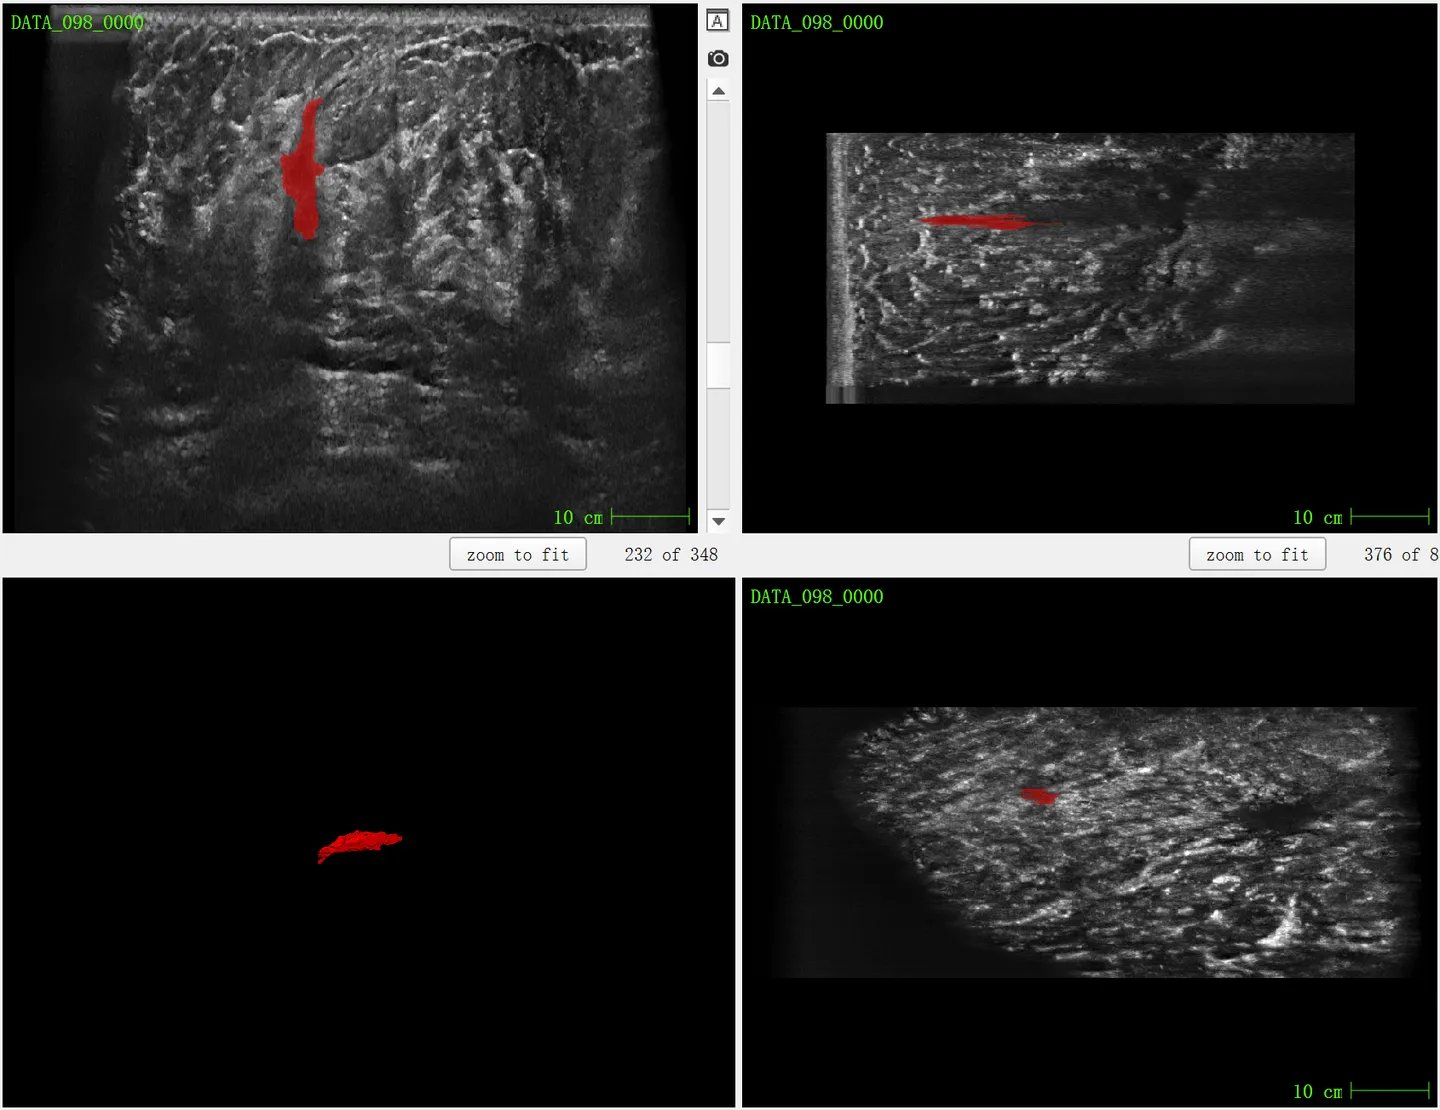 DATA_098_0000
A
DATA_098_0000
10 cm
10 cm
zoom to fit
232 of 348
zoom to fit
376 of 8
DATA_098_0000
10 cm